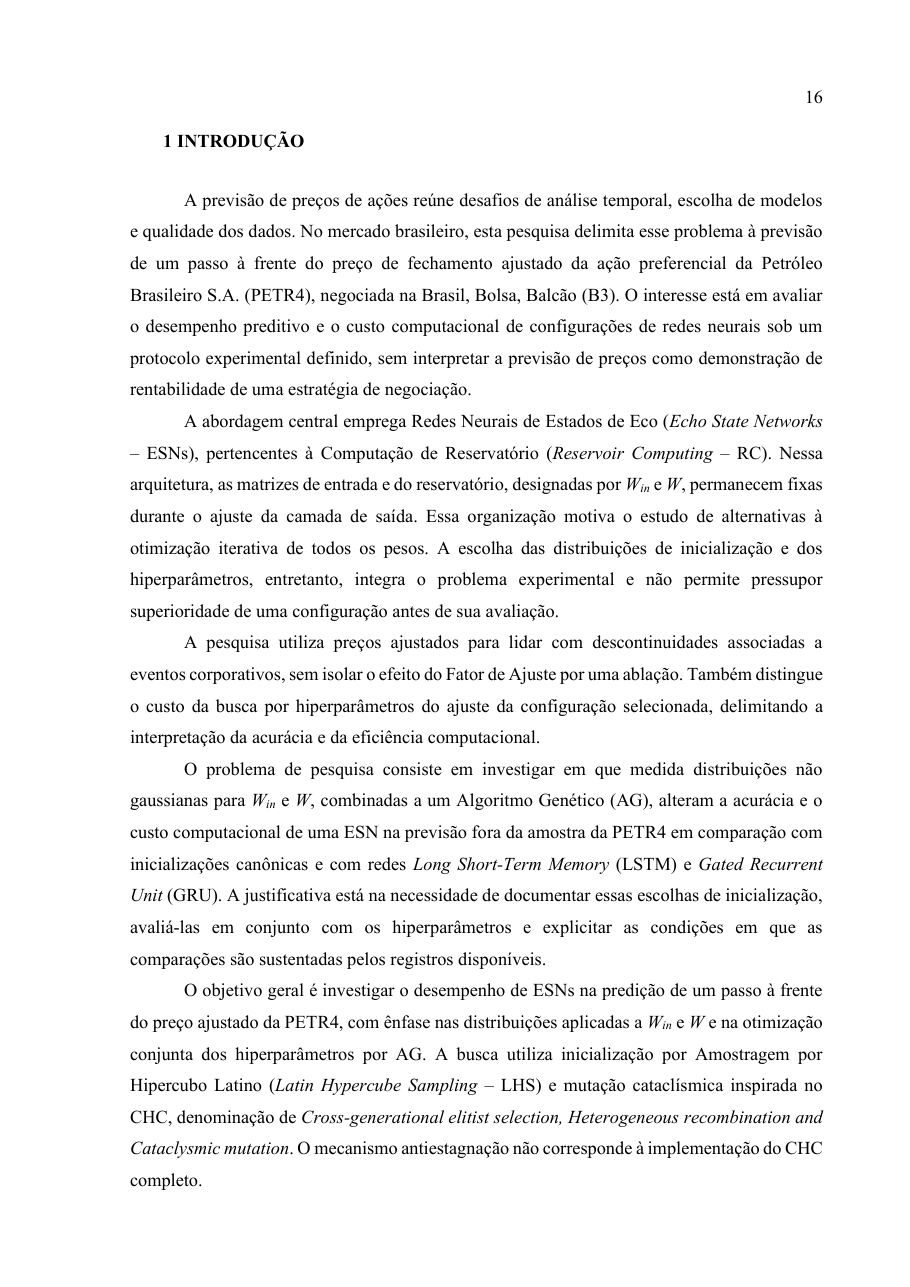 16
1 INTRODUÇÃO
A previsão de preços de ações reúne desafios de análise temporal, escolha de modelos
e qualidade dos dados. No mercado brasileiro, esta pesquisa delimita esse problema à previsão
de um passo à frente do preço de fechamento ajustado da ação preferencial da Petróleo
Brasileiro S.A. (PETR4), negociada na Brasil, Bolsa, Balcão (B3). O interesse está em avaliar
o desempenho preditivo e o custo computacional de configurações de redes neurais sob um
protocolo experimental definido, sem interpretar a previsão de preços como demonstração de
rentabilidade de uma estratégia de negociação.
A abordagem central emprega Redes Neurais de Estados de Eco (Echo State Networks
– ESNs), pertencentes à Computação de Reservatório (Reservoir Computing – RC). Nessa
arquitetura, as matrizes de entrada e do reservatório, designadas por Win e W, permanecem fixas
durante o ajuste da camada de saída. Essa organização motiva o estudo de alternativas à
otimização iterativa de todos os pesos. A escolha das distribuições de inicialização e dos
hiperparâmetros, entretanto, integra o problema experimental e não permite pressupor
superioridade de uma configuração antes de sua avaliação.
A pesquisa utiliza preços ajustados para lidar com descontinuidades associadas a
eventos corporativos, sem isolar o efeito do Fator de Ajuste por uma ablação. Também distingue
o custo da busca por hiperparâmetros do ajuste da configuração selecionada, delimitando a
interpretação da acurácia e da eficiência computacional.
O problema de pesquisa consiste em investigar em que medida distribuições não
gaussianas para Win e W, combinadas a um Algoritmo Genético (AG), alteram a acurácia e o
custo computacional de uma ESN na previsão fora da amostra da PETR4 em comparação com
inicializações canônicas e com redes Long Short-Term Memory (LSTM) e Gated Recurrent
Unit (GRU). A justificativa está na necessidade de documentar essas escolhas de inicialização,
avaliá-las em conjunto com os hiperparâmetros e explicitar as condições em que as
comparações são sustentadas pelos registros disponíveis.
O objetivo geral é investigar o desempenho de ESNs na predição de um passo à frente
do preço ajustado da PETR4, com ênfase nas distribuições aplicadas a Win e W e na otimização
conjunta dos hiperparâmetros por AG. A busca utiliza inicialização por Amostragem por
Hipercubo Latino (Latin Hypercube Sampling – LHS) e mutação cataclísmica inspirada no
CHC, denominação de Cross-generational elitist selection, Heterogeneous recombination and
Cataclysmic mutation. O mecanismo antiestagnação não corresponde à implementação do CHC
completo.